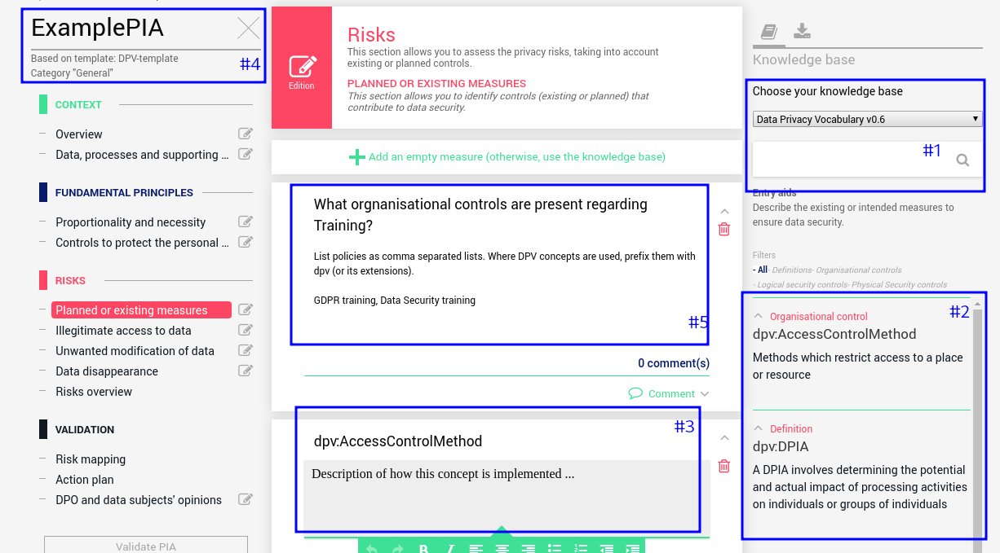 ExamplePIA
Based on template: DPV-template
Category "General"
#4
CONTEXT
Overview
Data, processes and supporting ...
FUNDAMENTAL PRINCIPLES
Proportionality and necessity
Controls to protect the personal ...
RISKS
Planned or existing measures
Illegitimate access to data
Unwanted modification of data
Data disappearance
Risks overview
VALIDATION
Risk mapping
Action plan
DPO and data subjects' opinions
Validate PIA
Edition
Risks
This section allows you to assess the privacy risks, taking into account
existing or planned controls.
PLANNED OR EXISTING MEASURES
This section allows you to identify controls (existing or planned) that
contribute to data security.
Add an empty measure (otherwise, use the knowledge base)
What orgnanisational controls are present regarding
Training?
List policies as comma separated lists. Where DPV concepts are used, prefix them with
dpv (or its extensions).
GDPR training, Data Security training
#5
0 comment(s)
Comment
#3
dpv:AccessControlMethod
Description of how this concept is implemented ...
B I
Knowledge base
Choose your knowledge base
Data Privacy Vocabulary v0.6
#1
Entry aids
Describe the existing or intended measures to
ensure data security.
Filters
- All- Definitions- Organisational controls
- Logical security controls- Physical Security controls
#2
Organisational control
dpv:AccessControlMethod
Methods which restrict access to a place
or resource
Definition
dpv:DPIA
A DPIA involves determining the potential
and actual impact of processing activities
on individuals or groups of individuals